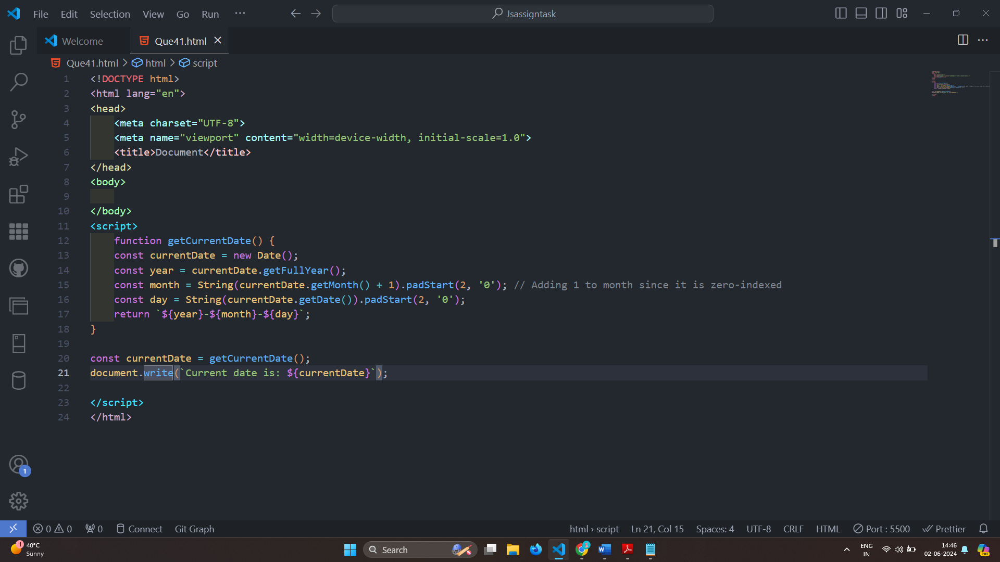 File Edit Selection View Go Run ··· Jsassigntask
Welcome Que41.html
Que41.html > html > script
1 <!DOCTYPE html>
2 <html lang="en">
3 <head>
4 <meta charset="UTF-8">
5 <meta name="viewport" content="width=device-width, initial-scale=1.0">
6 <title>Document</title>
7 </head>
8 <body>
9
10 </body>
11 <script>
12 function getCurrentDate() {
13 const currentDate = new Date();
14 const year = currentDate.getFullYear();
15 const month = String(currentDate.getMonth() + 1).padStart(2, '0'); // Adding 1 to month since it is zero-indexed
16 const day = String(currentDate.getDate()).padStart(2, '0');
17 return `${year}-${month}-${day}`;
18 }
19
20 const currentDate = getCurrentDate();
21 document.write(`Current date is: ${currentDate}`);
22
23 </script>
24 </html>
1
0 0 0 Connect Git Graph html › script Ln 21, Col 15 Spaces: 4 UTF-8 CRLF HTML Port : 5500 Prettier
1 40°C
Sunny
Search
ENG
IN
14:46
02-06-2024
PRE